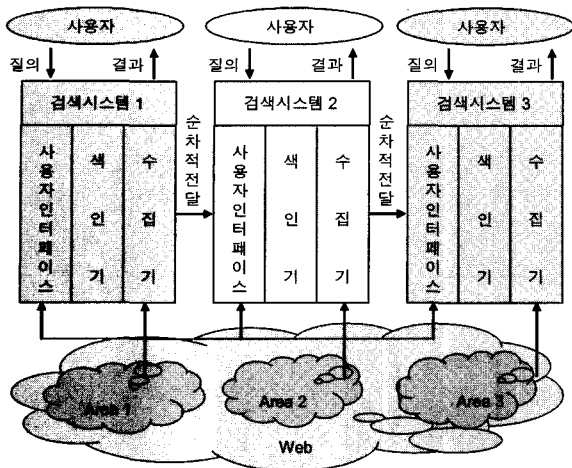 사용자 사용자 사용자
질의 결과 질의 결과 질의 결과
검색시스템 1 검색시스템 2 검색시스템 3
사용자인터페이스
색인기
수집기
순차적전달
사용자인터페이스
색인기
수집기
순차적전달
사용자인터페이스
색인기
수집기
Area 1 Area 2 Area 3
Web